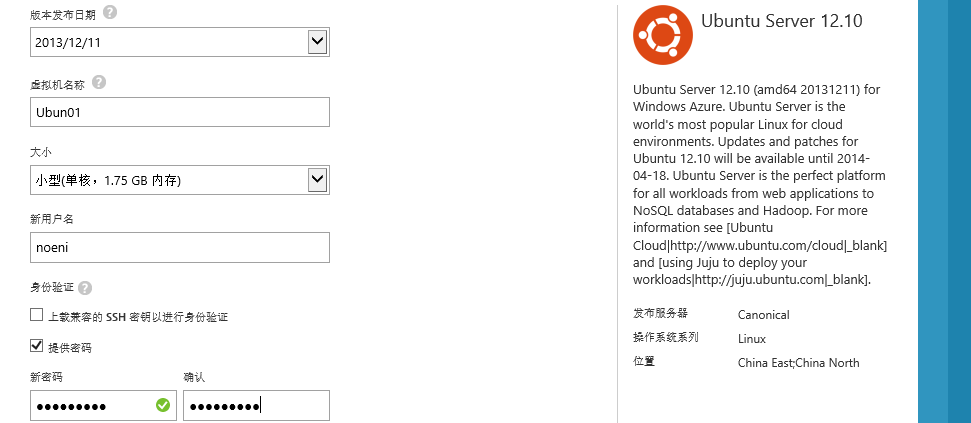 版本发布日期
2013/12/11
虚拟机名称
Ubun01
大小
小型(单核，1.75 GB 内存)
新用户名
noeni
身份验证
上载兼容的 SSH 密钥以进行身份验证
提供密码
新密码
确认
●●●●●●●●●
●●●●●●●●●
Ubuntu Server 12.10
Ubuntu Server 12.10 (amd64 20131211) for
Windows Azure. Ubuntu Server is the
world's most popular Linux for cloud
environments. Updates and patches for
Ubuntu 12.10 will be available until 2014-
04-18. Ubuntu Server is the perfect platform
for all workloads from web applications to
NoSQL databases and Hadoop. For more
information see [Ubuntu
Cloud|http://www.ubuntu.com/cloud|_blank]
and [using Juju to deploy your
workloads|http://juju.ubuntu.com|_blank].
发布服务器 Canonical
操作系统系列 Linux
位置 China East;China North